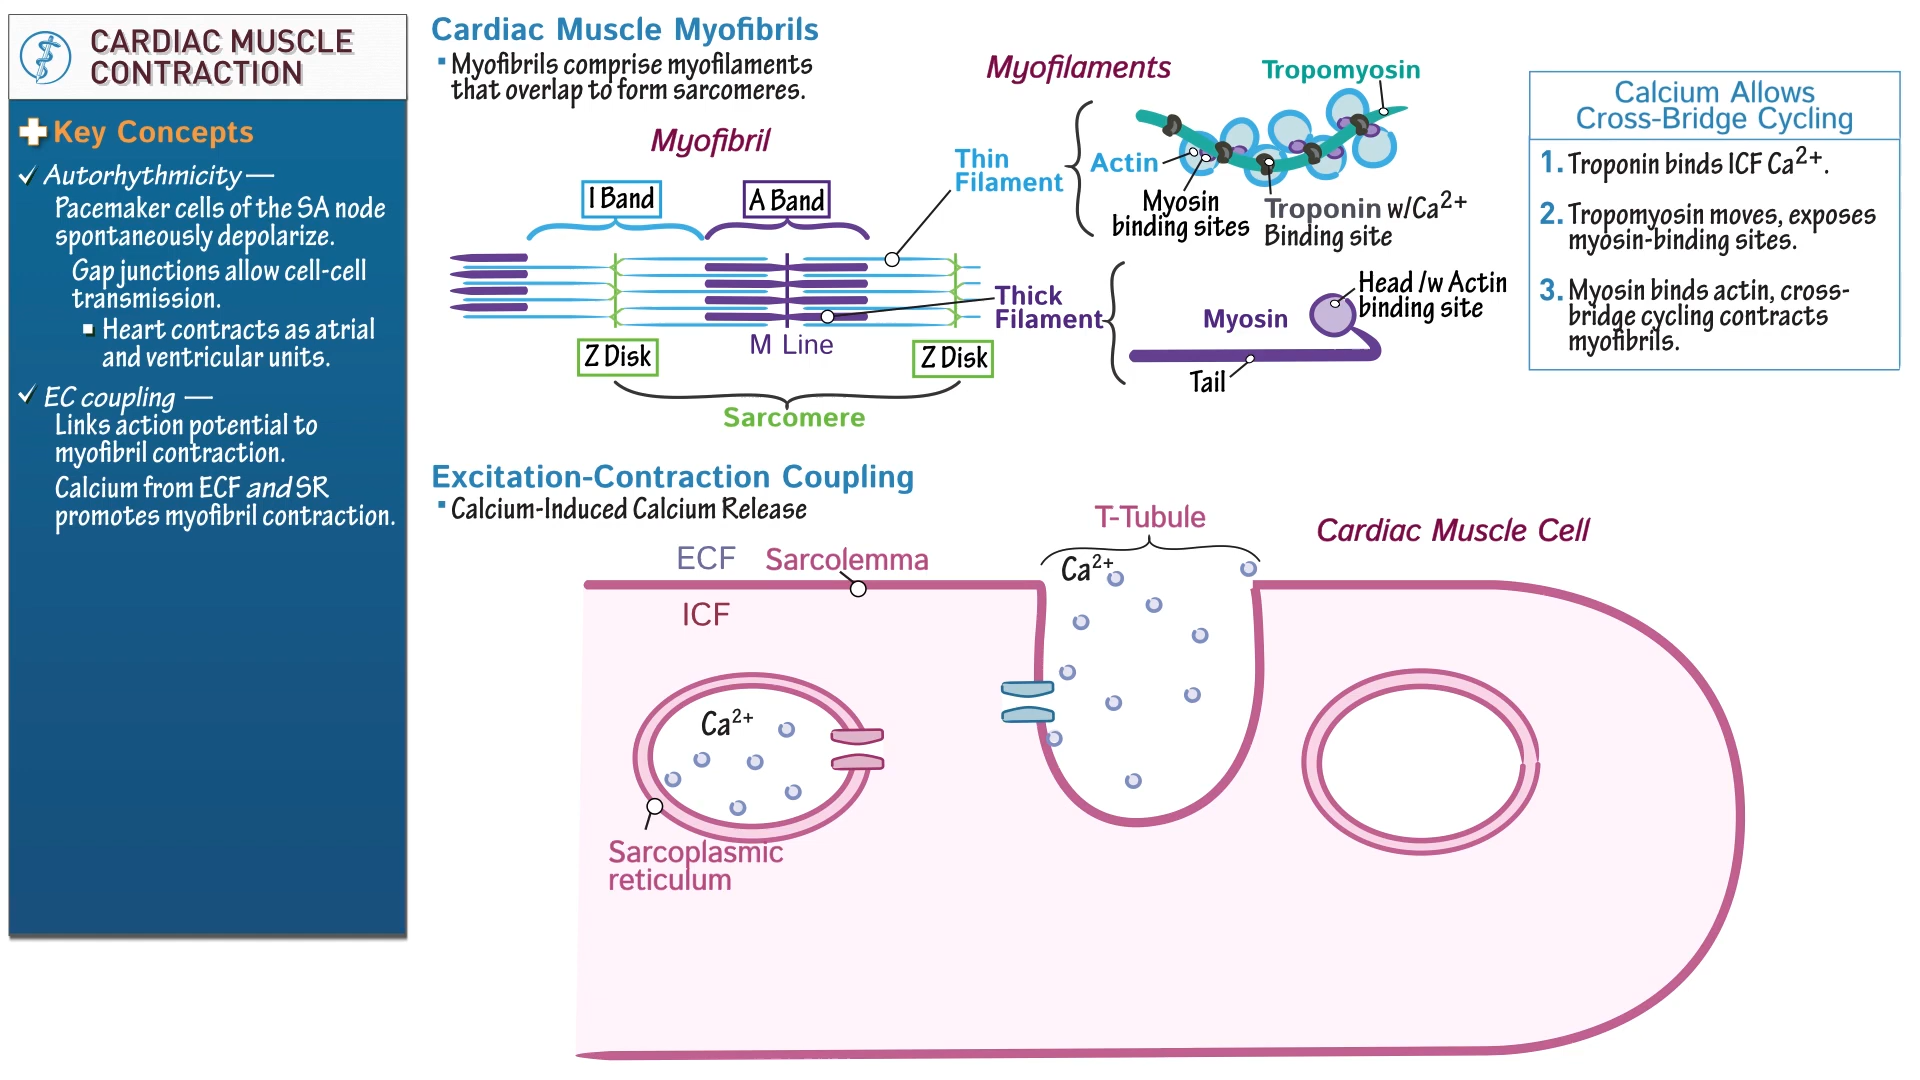 CARDIAC MUSCLE
CONTRACTION
Key Concepts
Autorhythmicity —
Pacemaker cells of the SA node
spontaneously depolarize.
Gap junctions allow cell-cell
transmission.
Heart contracts as atrial
and ventricular units.
EC coupling —
Links action potential to
myofibril contraction.
Calcium from ECF and SR
promotes myofibril contraction.
Cardiac Muscle Myofibrils
Myofibrils comprise myofilaments
that overlap to form sarcomeres.
Myofibril
I Band
A Band
Z Disk
M Line
Z Disk
Sarcomere
Thin
Filament
Thick
Filament
Myofilaments
Tropomyosin
Actin
Myosin
binding sites
Troponin w/Ca2+
Binding site
Myosin
Head /w Actin
binding site
Tail
Calcium Allows
Cross-Bridge Cycling
1. Troponin binds ICF Ca2+.
2. Tropomyosin moves, exposes
myosin-binding sites.
3. Myosin binds actin, cross-
bridge cycling contracts
myofibrils.
Excitation-Contraction Coupling
Calcium-Induced Calcium Release
T-Tubule
Cardiac Muscle Cell
ECF
Sarcolemma
Ca2+
ICF
Ca2+
Sarcoplasmic
reticulum